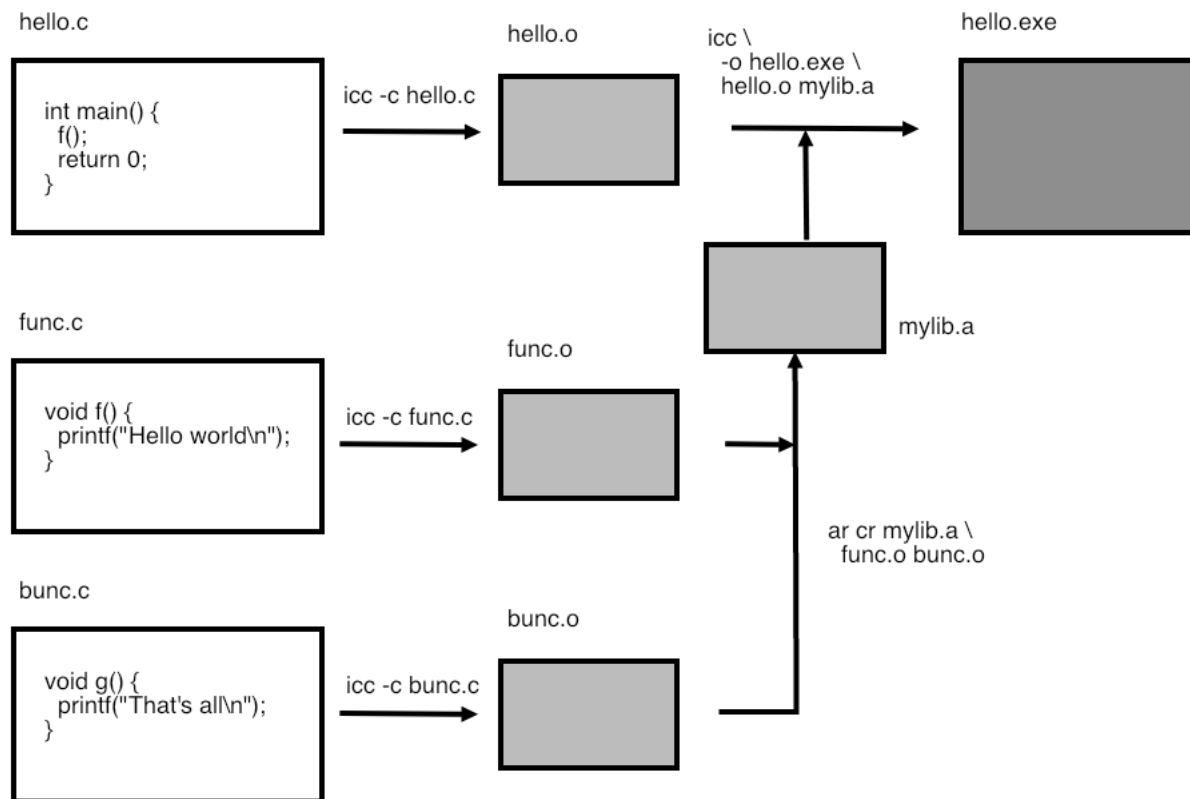 hello.c
int main() {
f();
return 0;
}
icc -c hello.c
hello.o
icc \
-o hello.exe \
hello.o mylib.a
hello.exe
mylib.a
func.c
void f() {
printf("Hello world\n");
}
icc -c func.c
func.o
ar cr mylib.a \
func.o bunc.o
bunc.c
void g() {
printf("That's all\n");
}
icc -c bunc.c
bunc.o